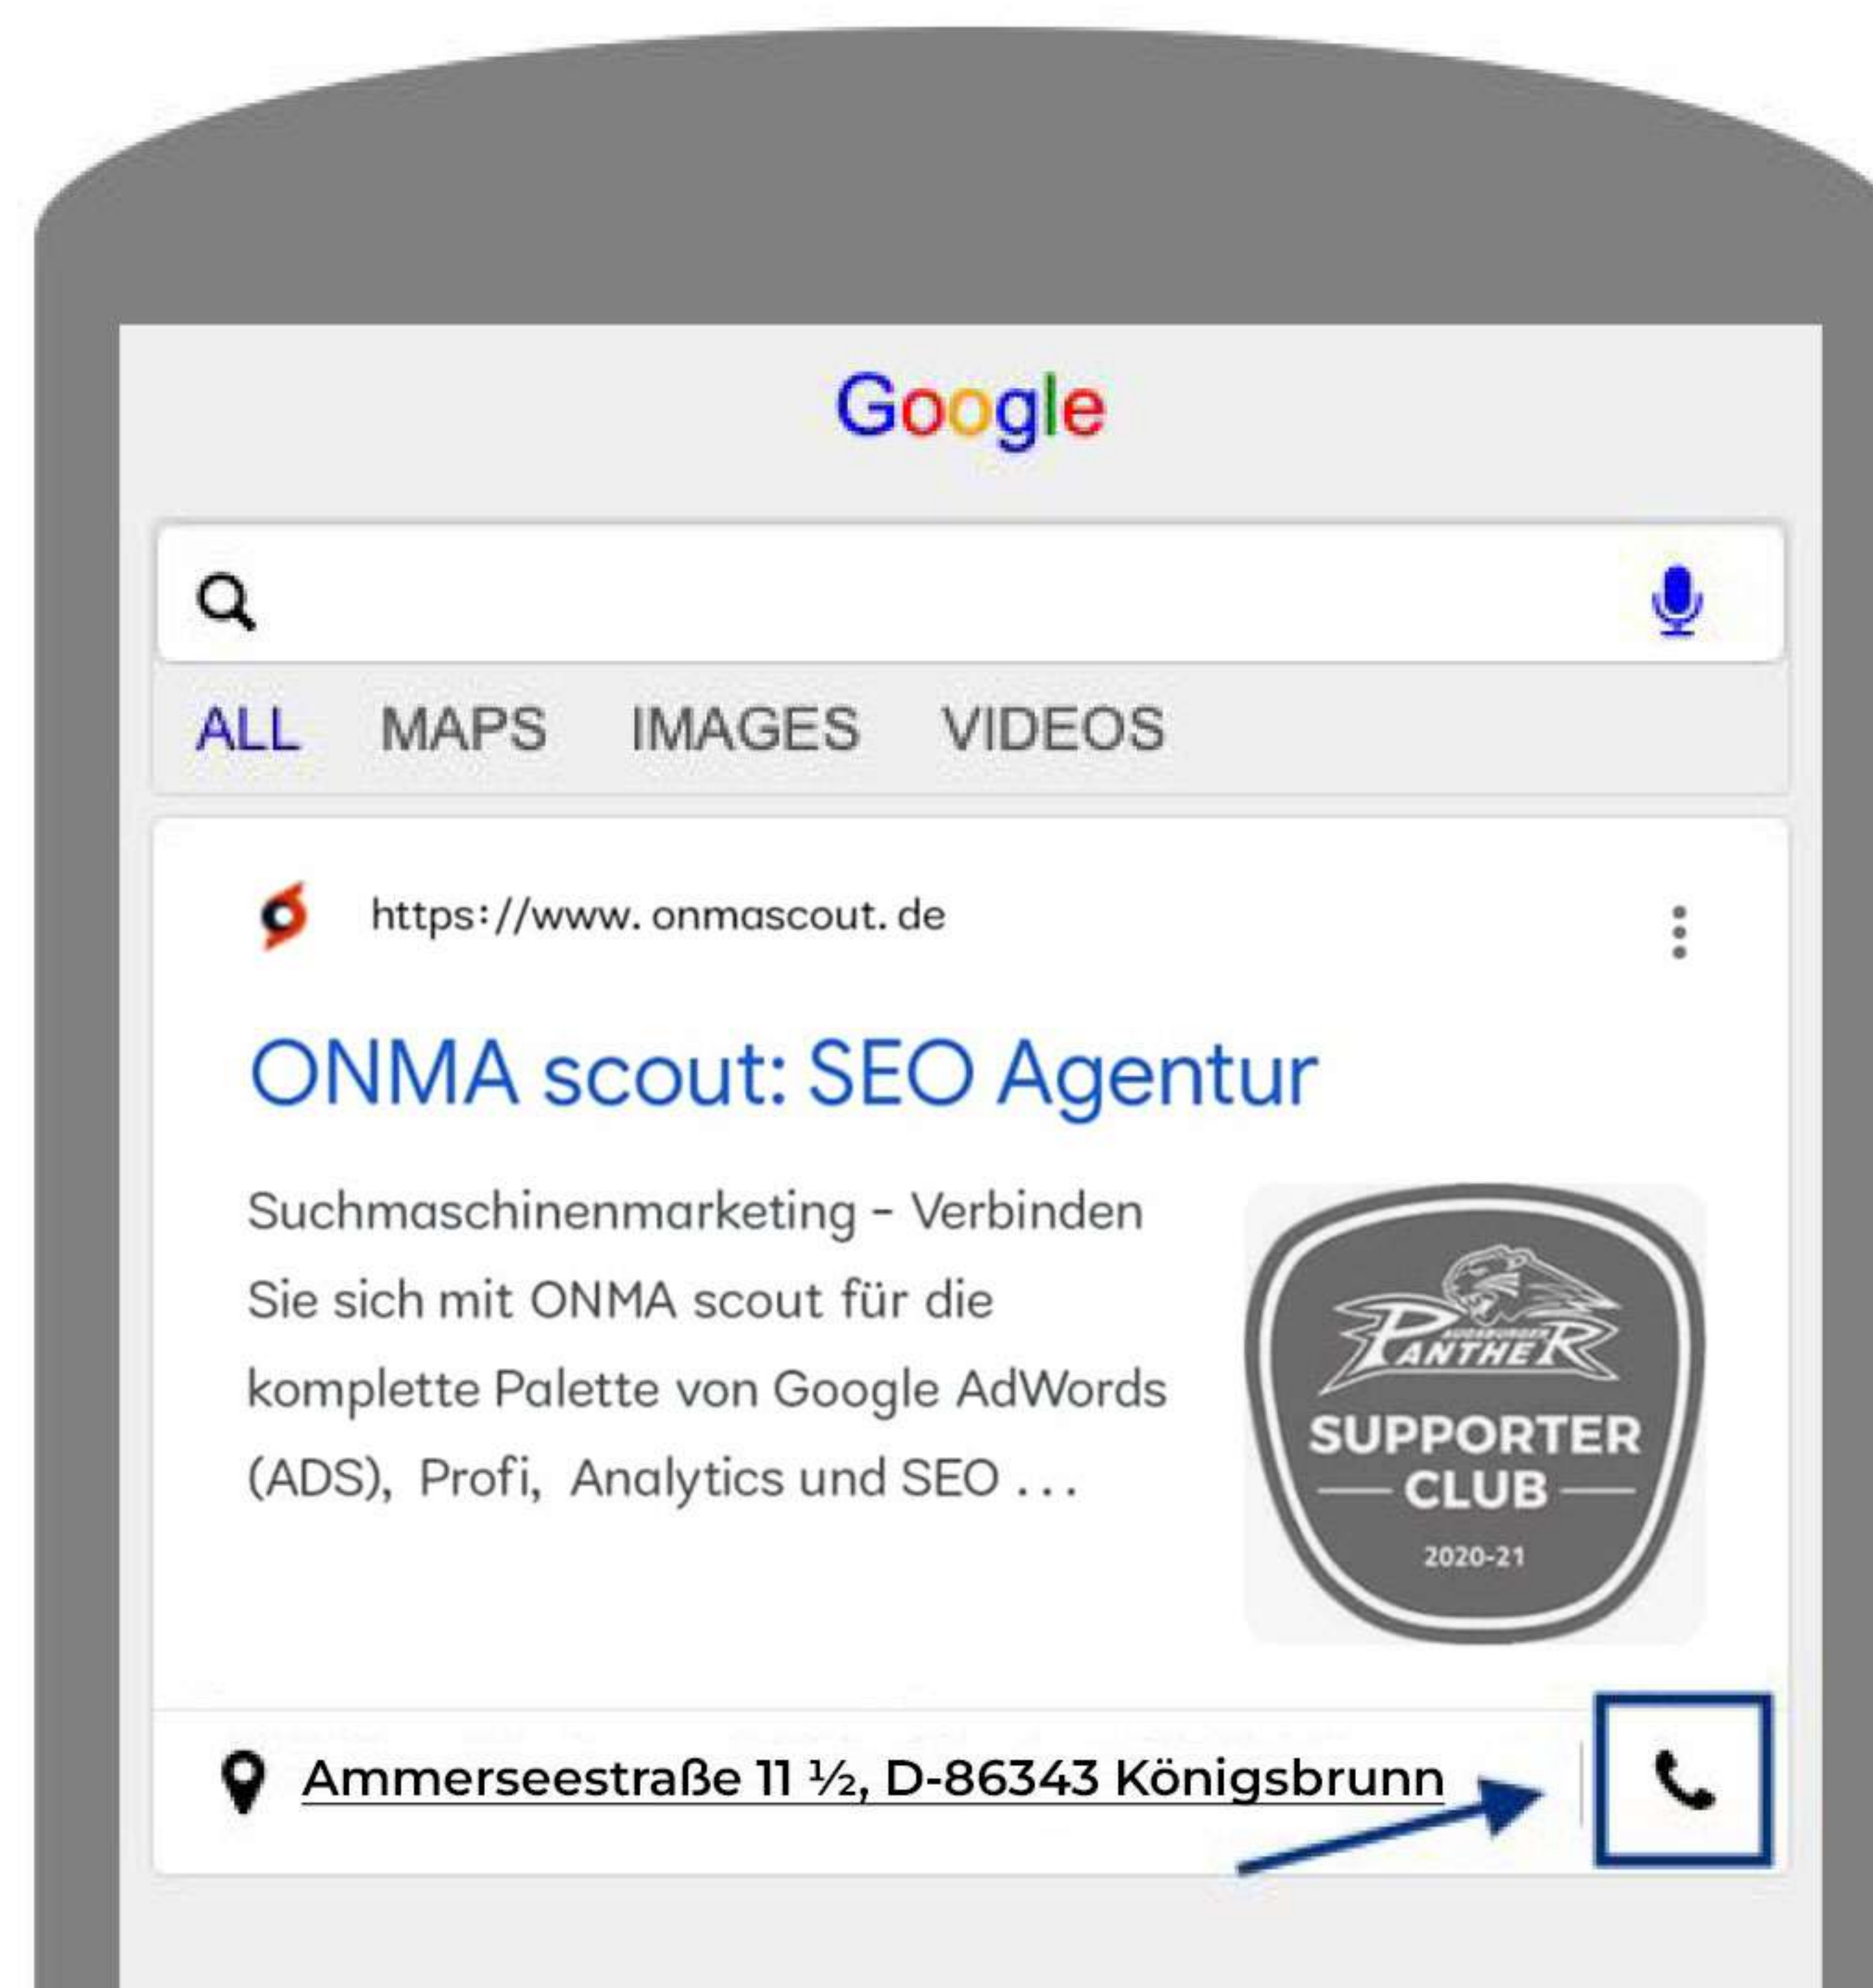 Google
ALL MAPS IMAGES VIDEOS
https://www.onmascout.de
ONMA scout: SEO Agentur
Suchmaschinenmarketing - Verbinden
Sie sich mit ONMA scout für die
komplette Palette von Google AdWords
(ADS), Profi, Analytics und SEO ...
AUGSBURGER
PANTHER
SUPPORTER
CLUB
2020-21
Ammerseestraße 11 ½, D-86343 Königsbrunn